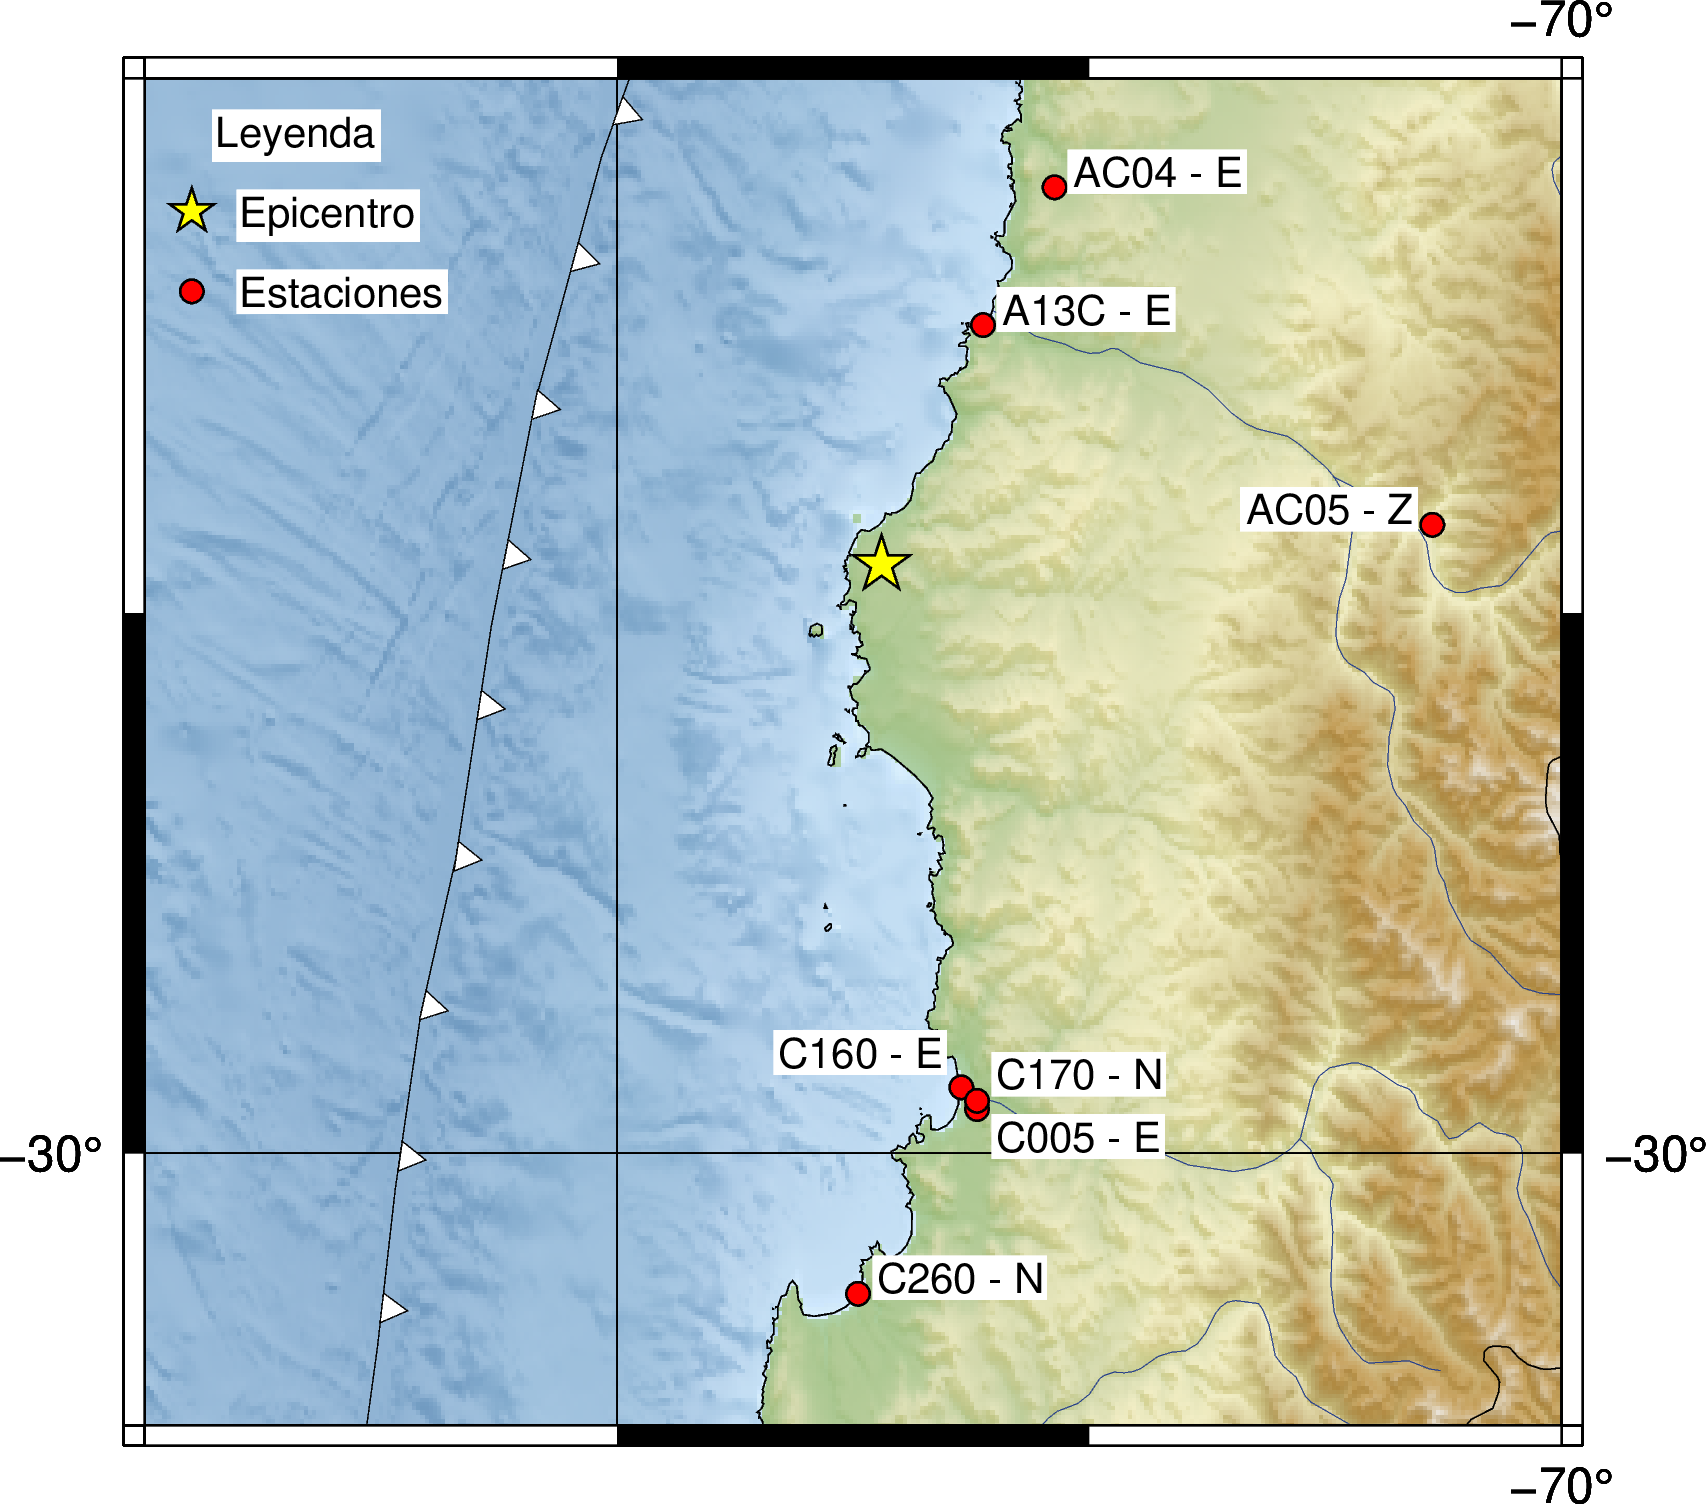 −70°
Leyenda
Epicentro
Estaciones
AC04 - E
A13C - E
AC05 - Z
C160 - E
C170 - N
C005 - E
−30°
−30°
C260 - N
−70°